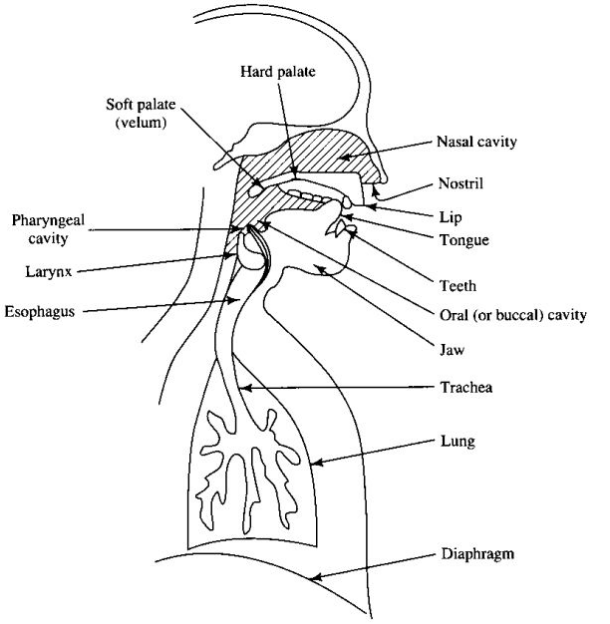 Hard palate
Soft palate
(velum)
Nasal cavity
Nostril
Lip
Pharyngeal
cavity
Tongue
Larynx
Teeth
Esophagus
Oral (or buccal) cavity
Jaw
Trachea
Lung
Diaphragm